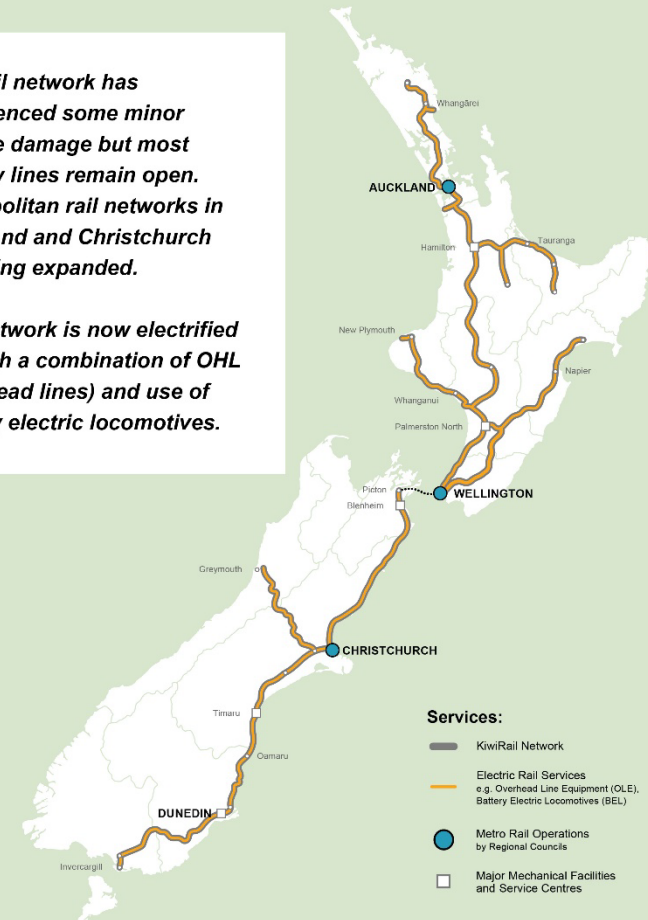 il network has
enced some minor
e damage but most
y lines remain open.
politan rail networks in
nd and Christchurch
ng expanded.
twork is now electrified
h a combination of OHL
ead lines) and use of
y electric locomotives.
Whangārei
AUCKLAND
Hamilton
Tauranga
New Plymouth
Napier
Whanganui
Palmerston North
Picton
WELLINGTON
Blenheim
Greymouth
CHRISTCHURCH
Timaru
Oamaru
DUNEDIN
Invercargill
Services:
KiwiRail Network
Electric Rail Services
e.g. Overhead Line Equipment (OLE),
Battery Electric Locomotives (BEL)
Metro Rail Operations
by Regional Councils
Major Mechanical Facilities
and Service Centres